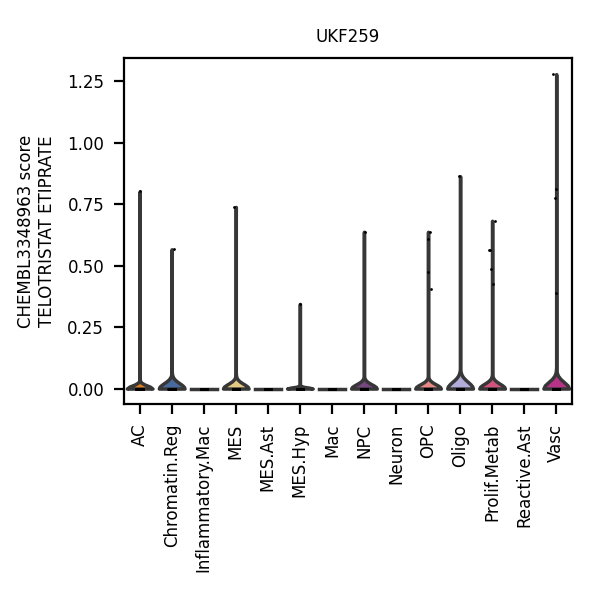 UKF259
CHEMBL3348963 score
TELOTRISTAT ETIPRATE
1.25
1.00
0.75
0.50
0.25
0.00
AC
Chromatin.Reg
Inflammatory.Mac
MES
MES.Ast
MES.Hyp
Mac
NPC
Neuron
OPC
Oligo
Prolif.Metab
Reactive.Ast
Vasc